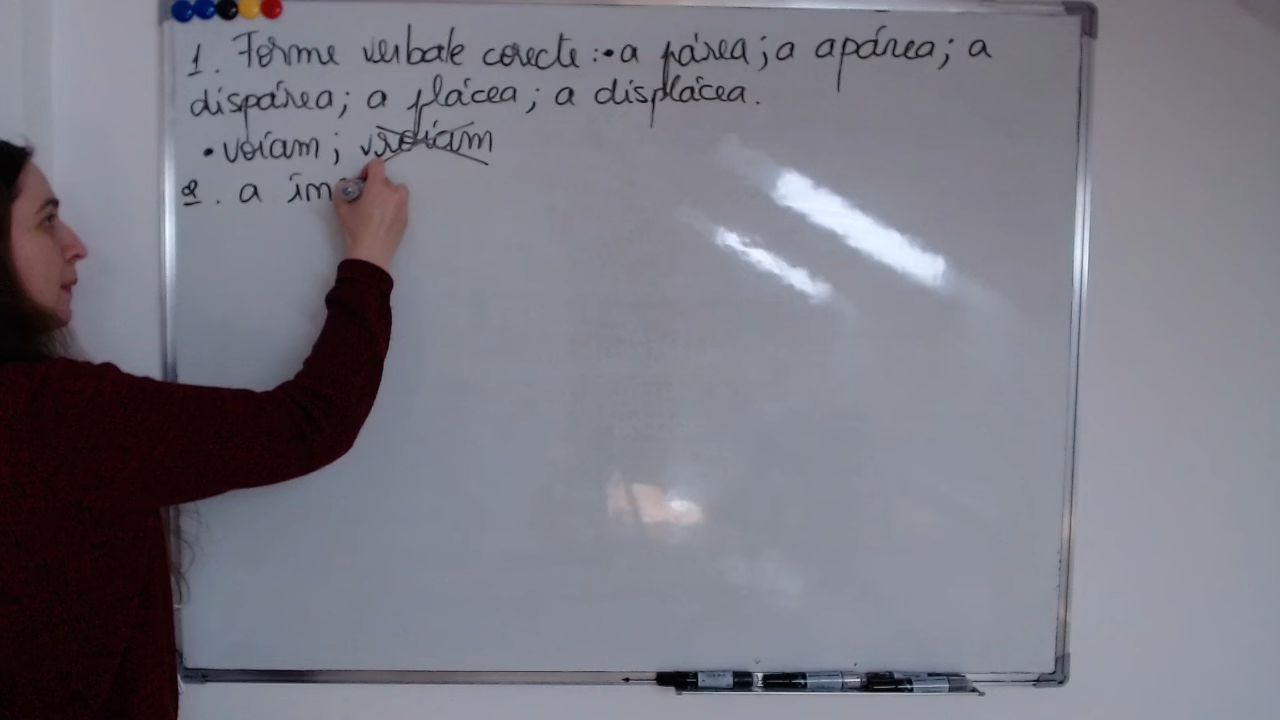 1. Forme verbale corecte: • a părea; a apărea; a
dispărea; a plăcea; a displăcea.
• voiam; vroiam
2. a îm